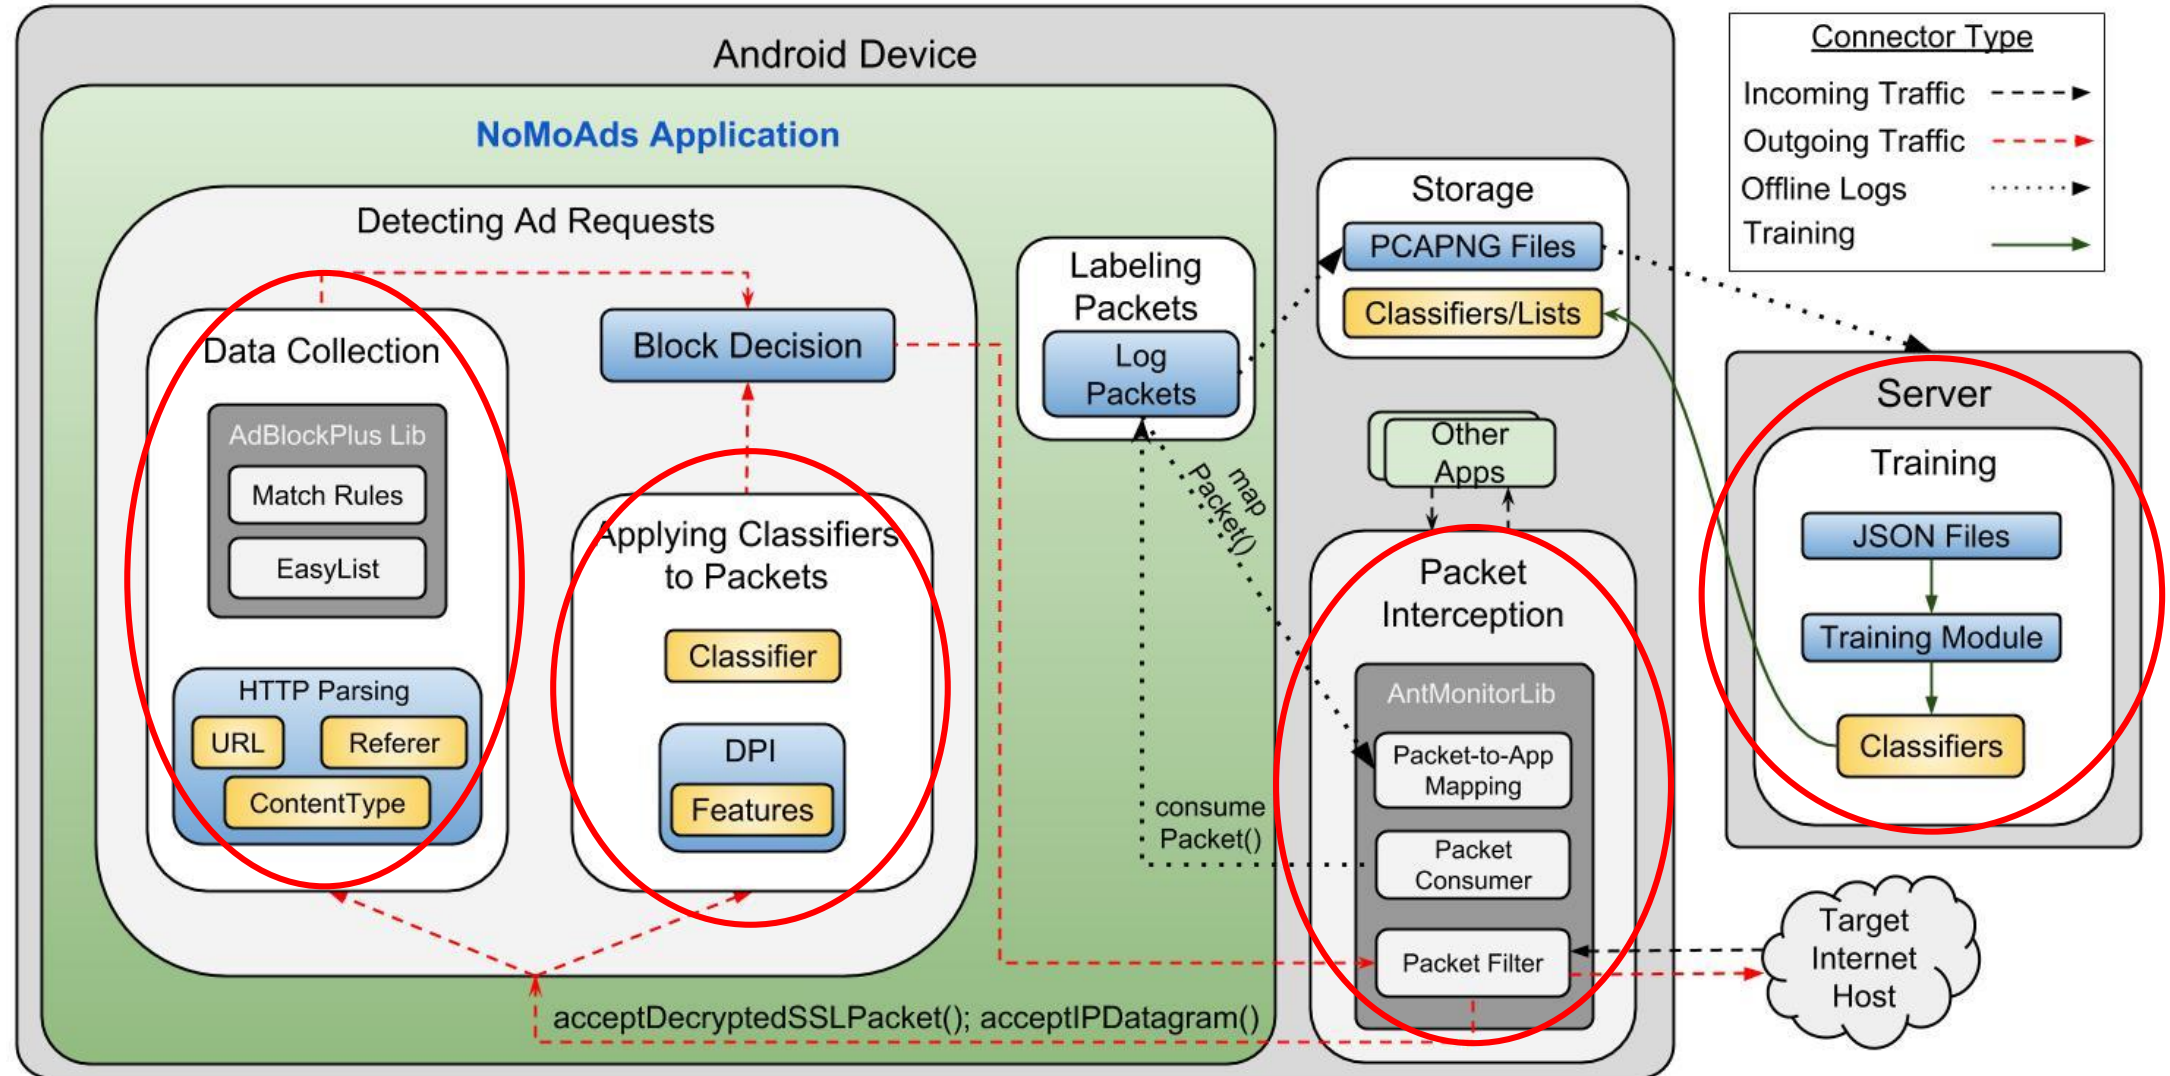 Android Device
NoMoAds Application
Detecting Ad Requests
Data Collection
AdBlockPlus Lib
Match Rules
EasyList
HTTP Parsing
URL
Referer
ContentType
Block Decision
Applying Classifiers
to Packets
Classifier
DPI
Features
acceptDecryptedSSLPacket(); acceptIPDatagram()
Labeling
Packets
Log
Packets
map
Packet()
consume
Packet()
Storage
PCAPNG Files
Classifiers/Lists
Other
Apps
Packet
Interception
AntMonitorLib
Packet-to-App
Mapping
Packet
Consumer
Packet Filter
Connector Type
Incoming Traffic
Outgoing Traffic
Offline Logs
Training
Server
Training
JSON Files
Training Module
Classifiers
Target
Internet
Host